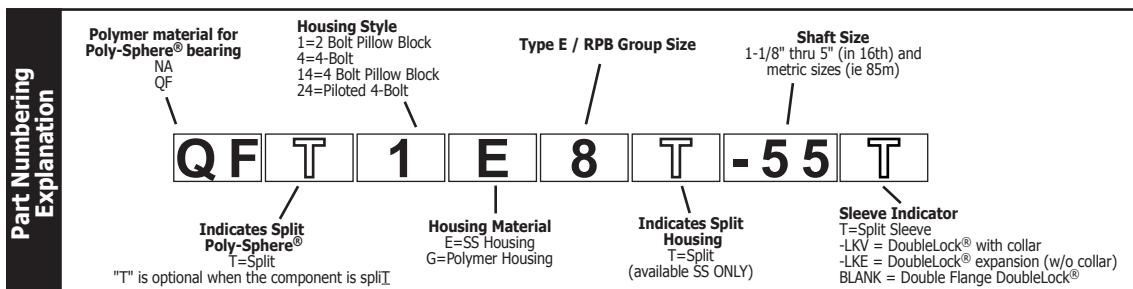 Part Numbering
Explanation
Polymer material for
Poly-Sphere® bearing
NA
QF
Housing Style
1=2 Bolt Pillow Block
4=4-Bolt
14=4 Bolt Pillow Block
24=Piloted 4-Bolt
Type E / RPB Group Size
Shaft Size
1-1/8" thru 5" (in 16th) and
metric sizes (ie 85m)
QF T 1 E 8 T -55 T
Indicates Split
Poly-Sphere®
T=Split
"T" is optional when the component is spliT
Housing Material
E=SS Housing
G=Polymer Housing
Indicates Split
Housing
T=Split
(available SS ONLY)
Sleeve Indicator
T=Split Sleeve
-LKV = DoubleLock® with collar
-LKE = DoubleLock® expansion (w/o collar)
BLANK = Double Flange DoubleLock®